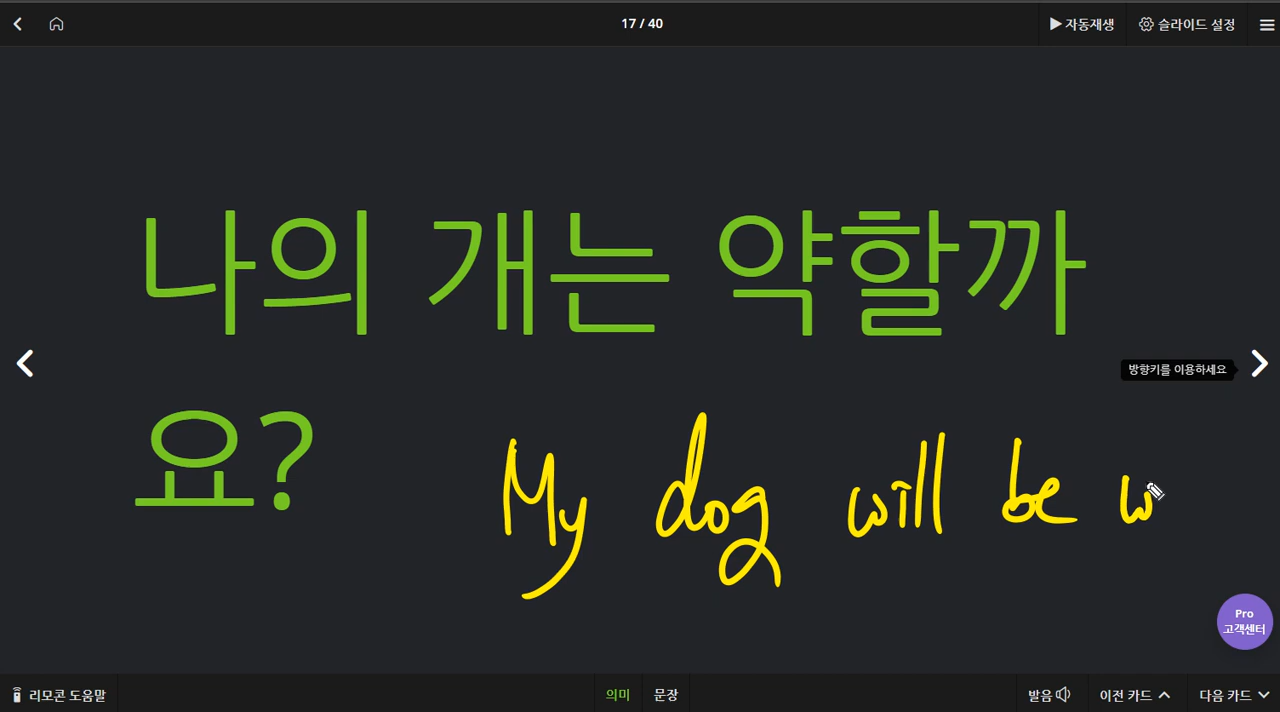 17 / 40
자동재생
슬라이드 설정
나의 개는 약할까
방향키를 이용하세요
요?
My dog will be w
Pro
고객센터
리모콘 도움말
의미
문장
발음
이전 카드
다음 카드